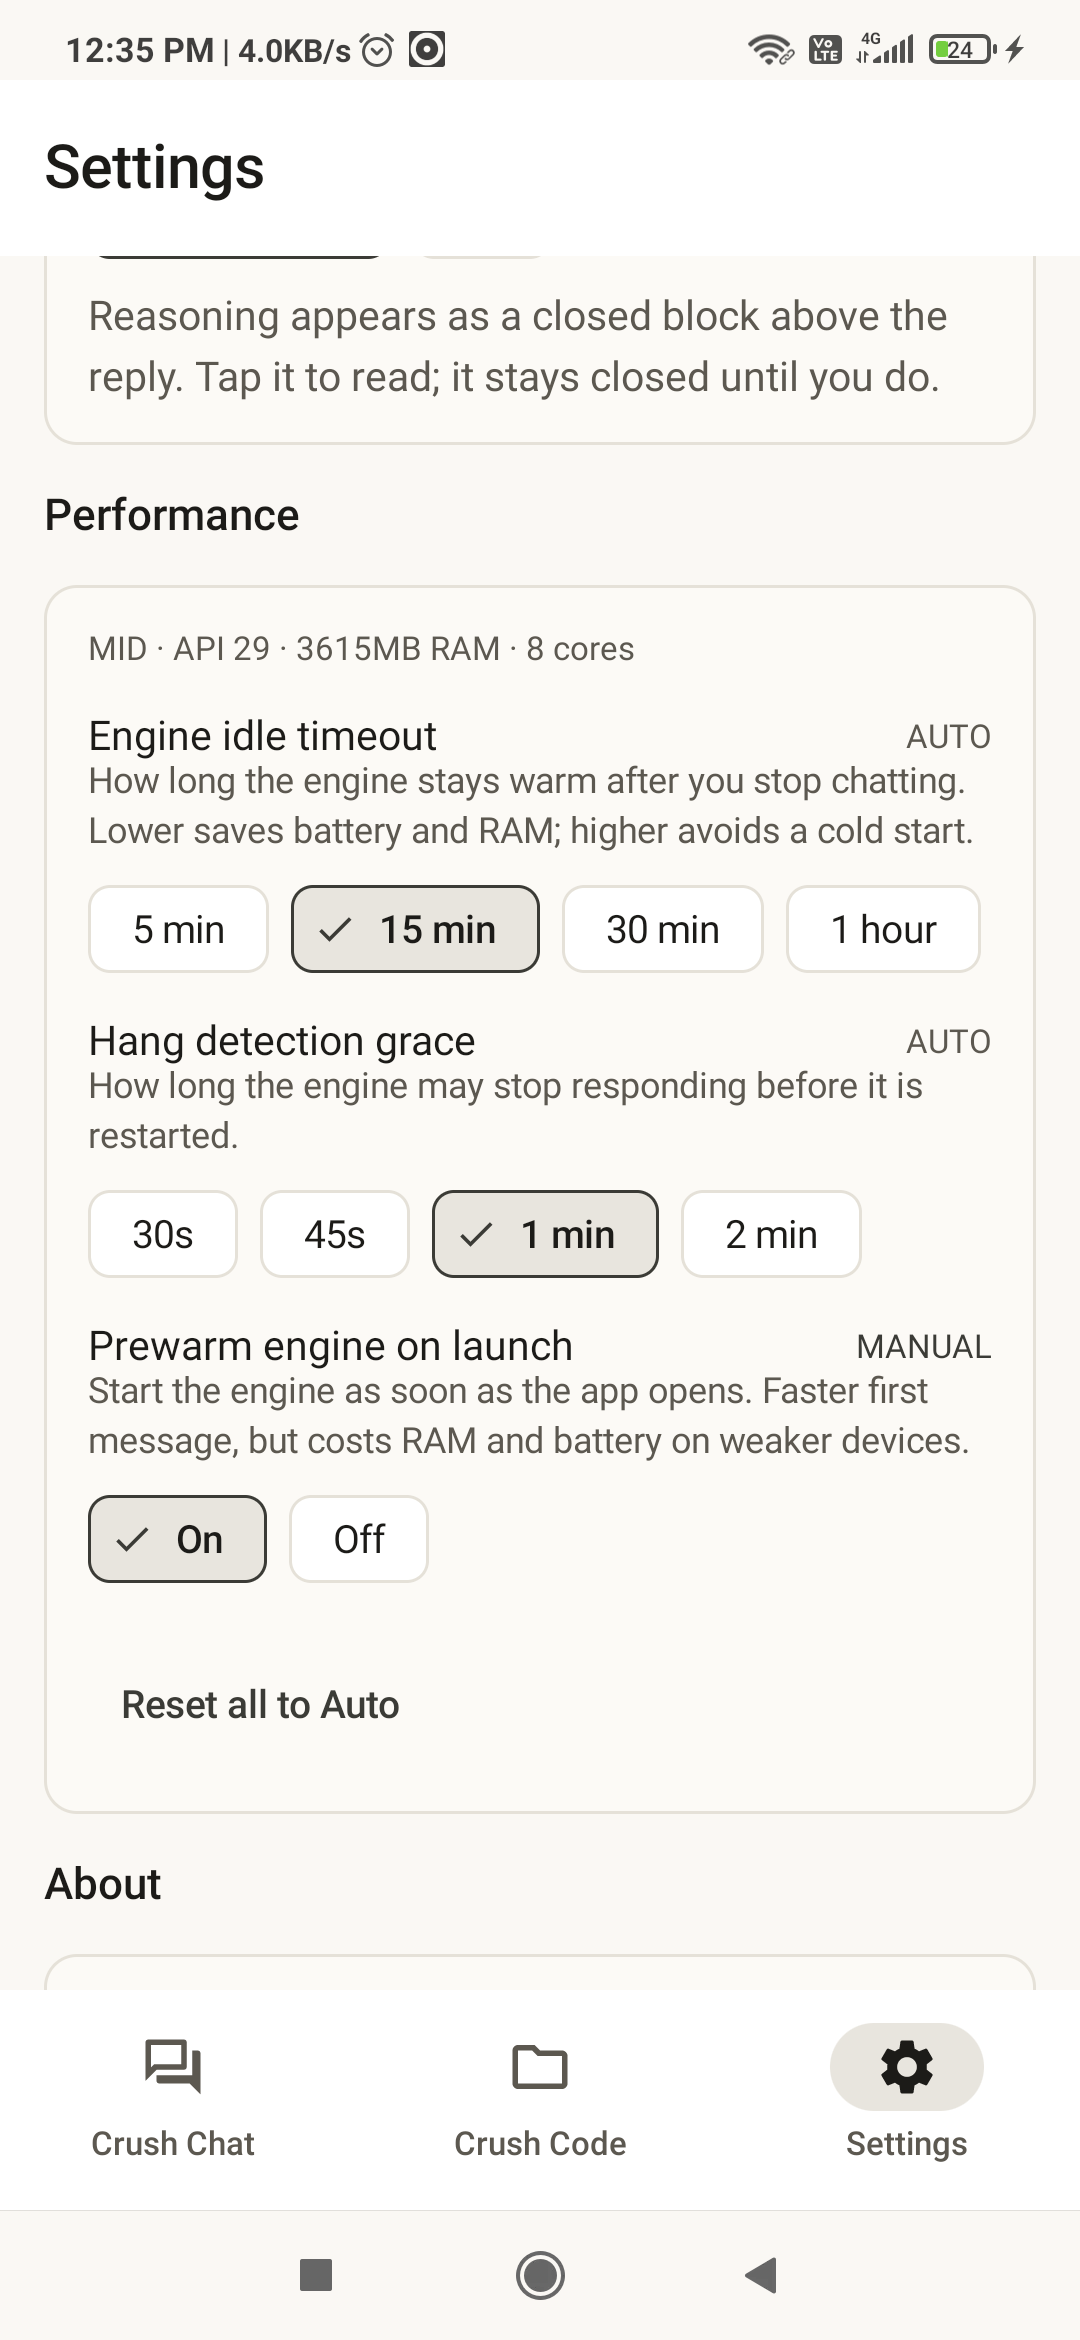 12:35 PM | 4.0KB/s
Vo LTE 4G 24
Settings
Reasoning appears as a closed block above the
reply. Tap it to read; it stays closed until you do.
Performance
MID · API 29 · 3615MB RAM · 8 cores
Engine idle timeout AUTO
How long the engine stays warm after you stop chatting.
Lower saves battery and RAM; higher avoids a cold start.
5 min 15 min 30 min 1 hour
Hang detection grace AUTO
How long the engine may stop responding before it is
restarted.
30s 45s 1 min 2 min
Prewarm engine on launch MANUAL
Start the engine as soon as the app opens. Faster first
message, but costs RAM and battery on weaker devices.
On Off
Reset all to Auto
About
Crush Chat Crush Code Settings